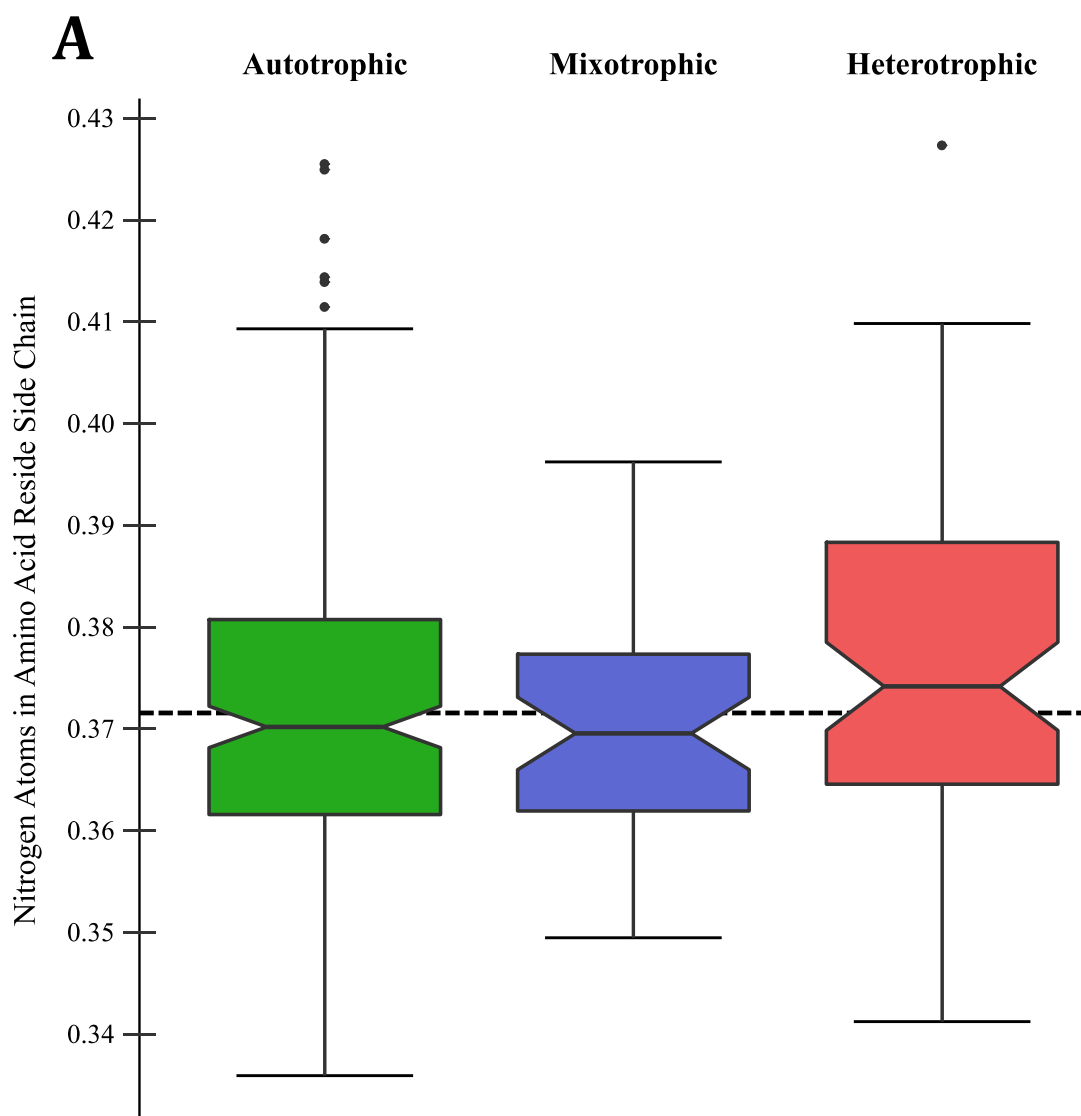 A
Autotrophic
Mixotrophic
Heterotrophic
Nitrogen Atoms in Amino Acid Reside Side Chain
0.43
0.42
0.41
0.40
0.39
0.38
0.37
0.36
0.35
0.34